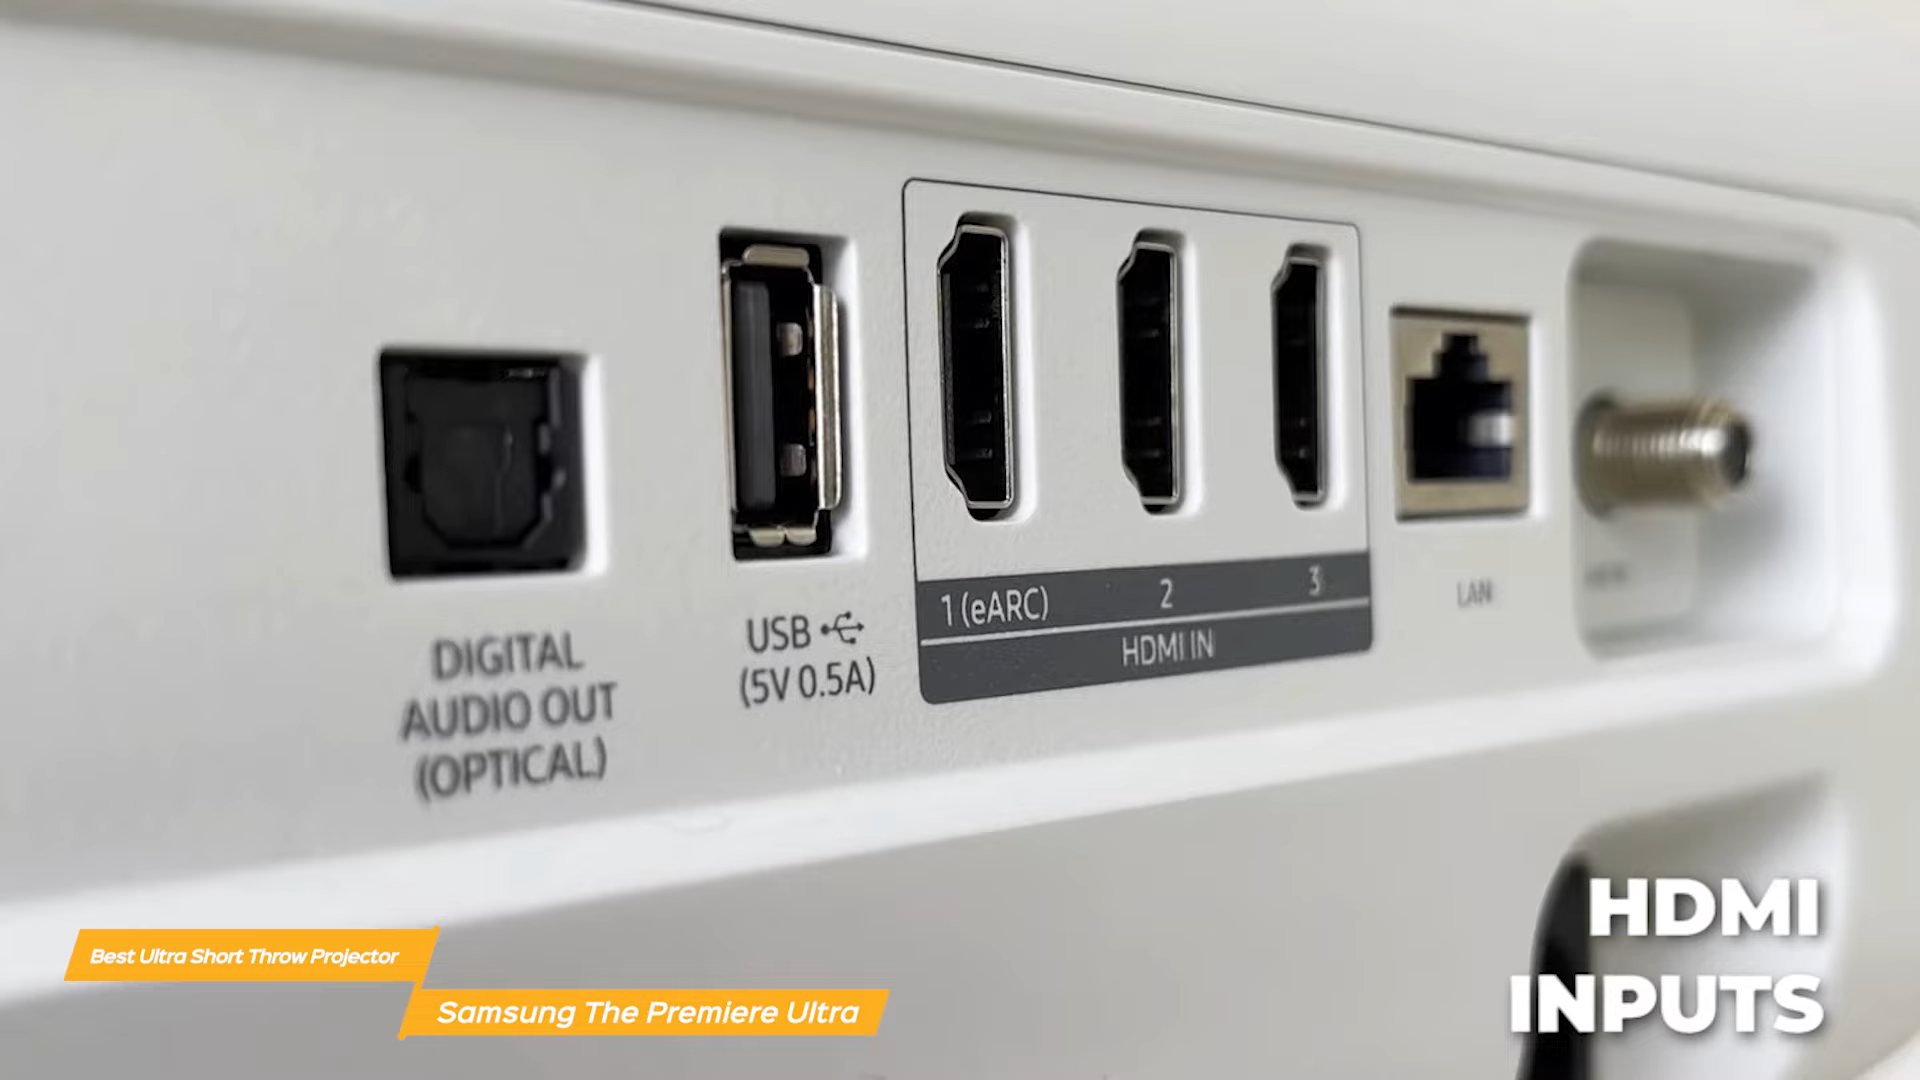 DIGITAL
AUDIO OUT
(OPTICAL)
USB
(5V 0.5A)
1 (eARC) 2 3
HDMI IN
LAN
HDMI
INPUTS
Best Ultra Short Throw Projector
Samsung The Premiere Ultra